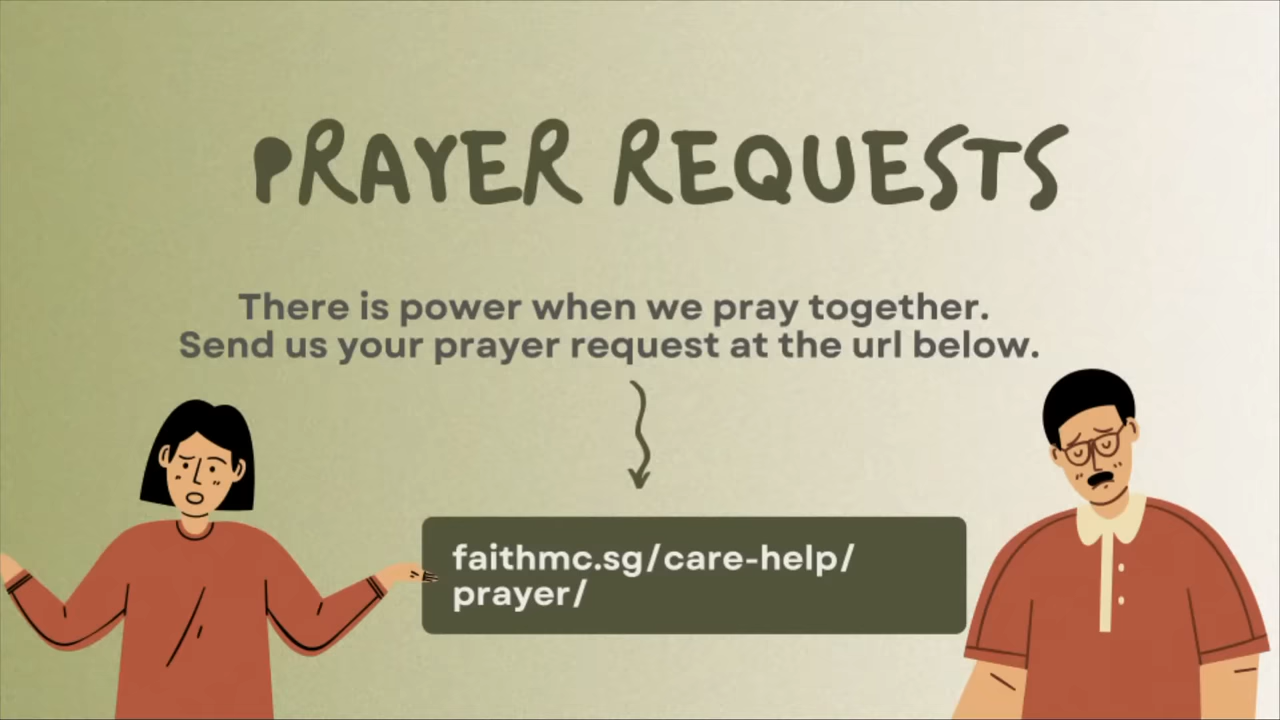 PRAYER REQUESTS
There is power when we pray together.
Send us your prayer request at the url below.
faithmc.sg/care-help/
prayer/